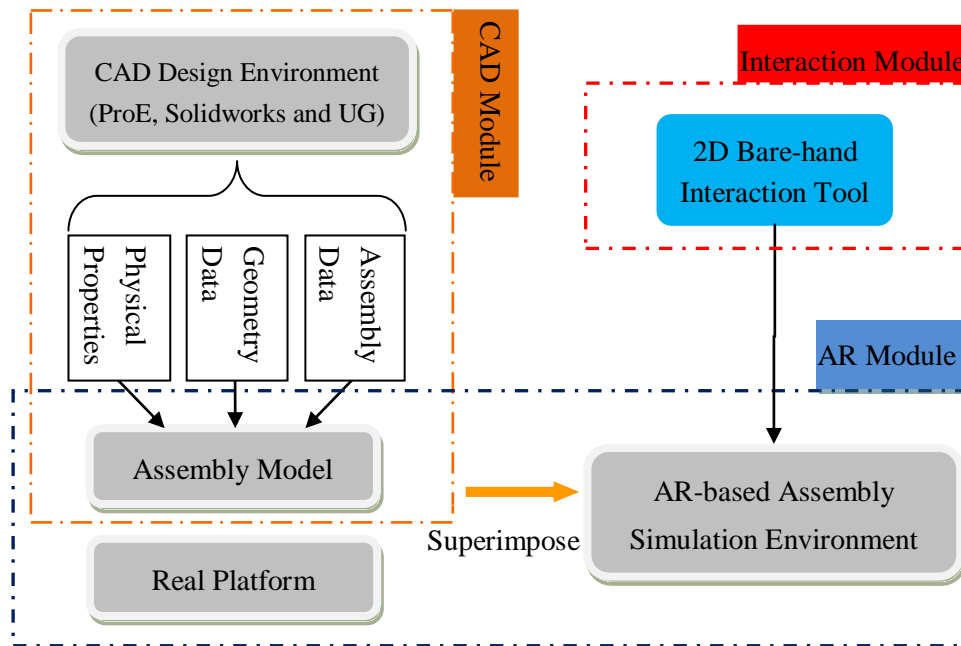 CAD Module
CAD Design Environment
(ProE, Solidworks and UG)
Physical
Properties
Geometry
Data
Assembly
Data
Assembly Model
Real Platform
Superimpose
Interaction Module
2D Bare-hand
Interaction Tool
AR Module
AR-based Assembly
Simulation Environment